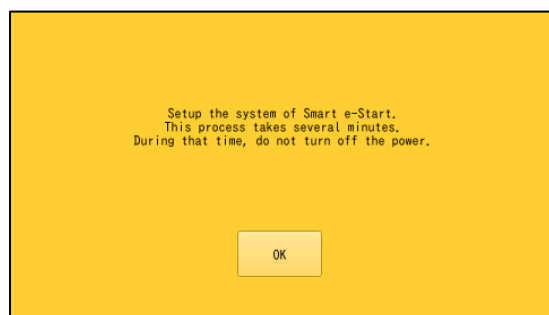 Setup the system of Smart e-Start.
This process takes several minutes.
During that time, do not turn off the power.
OK